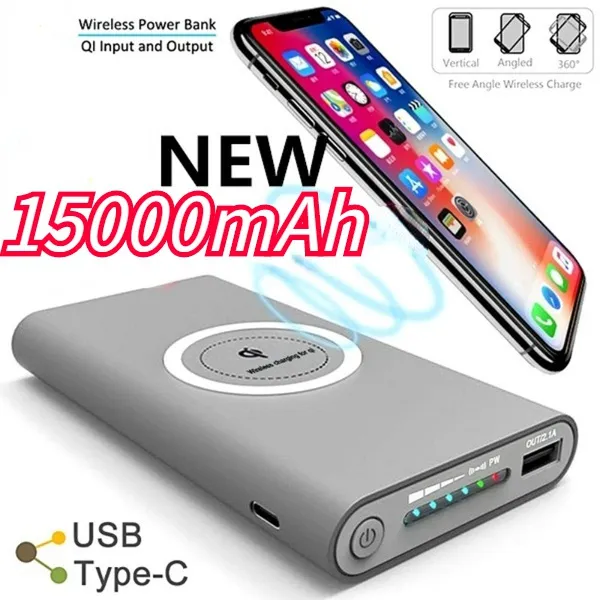 Wireless Power Bank
QI Input and Output
Vertical
Angled
360°
Free Angle Wireless Charge
NEW
15000mAh
qi
Wireless charging for qi
OUT/2.1A
PW
USB
Type-C